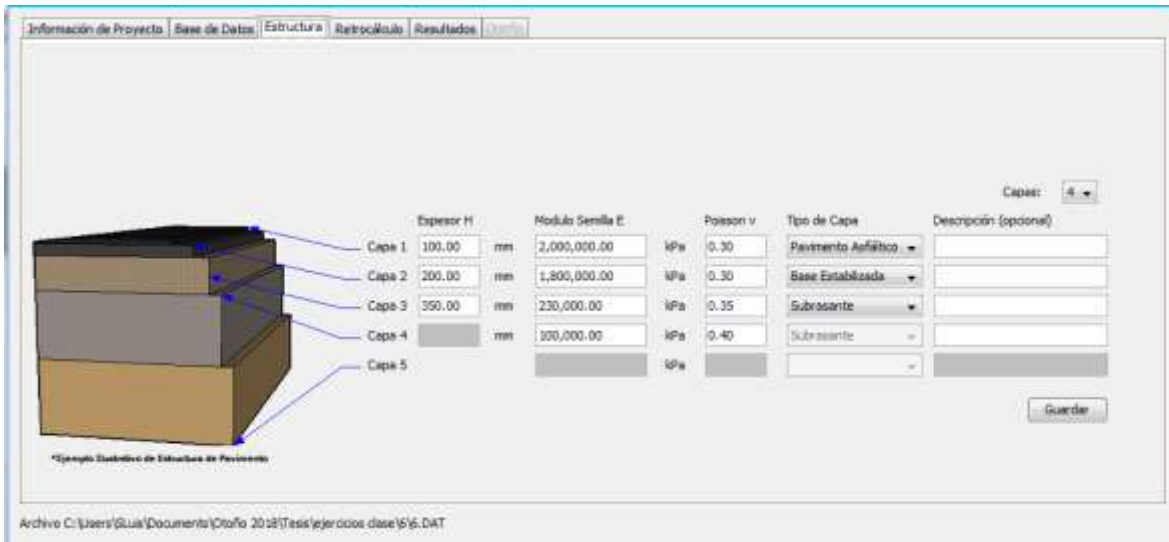 Información de Proyecto Base de Datos Estructura Retrocálculo Resultados Diseño
Capas: 4
Espesor H Modulo Semilla E Poisson v Tipo de Capa Descripción (opcional)
Capa 1 100.00 mm 2,000,000.00 kPa 0.30 Pavimento Asfáltico
Capa 2 200.00 mm 1,800,000.00 kPa 0.30 Base Estabilizada
Capa 3 350.00 mm 230,000.00 kPa 0.35 Subrasante
Capa 4 mm 100,000.00 kPa 0.40 Subrasante
Capa 5 kPa
Guardar
*Ejemplo Ilustrativo de Estructura de Pavimento
Archivo C:\Users\SLuis\Documents\Otoño 2018\Tesis\ejercicios clase\6\6.DAT